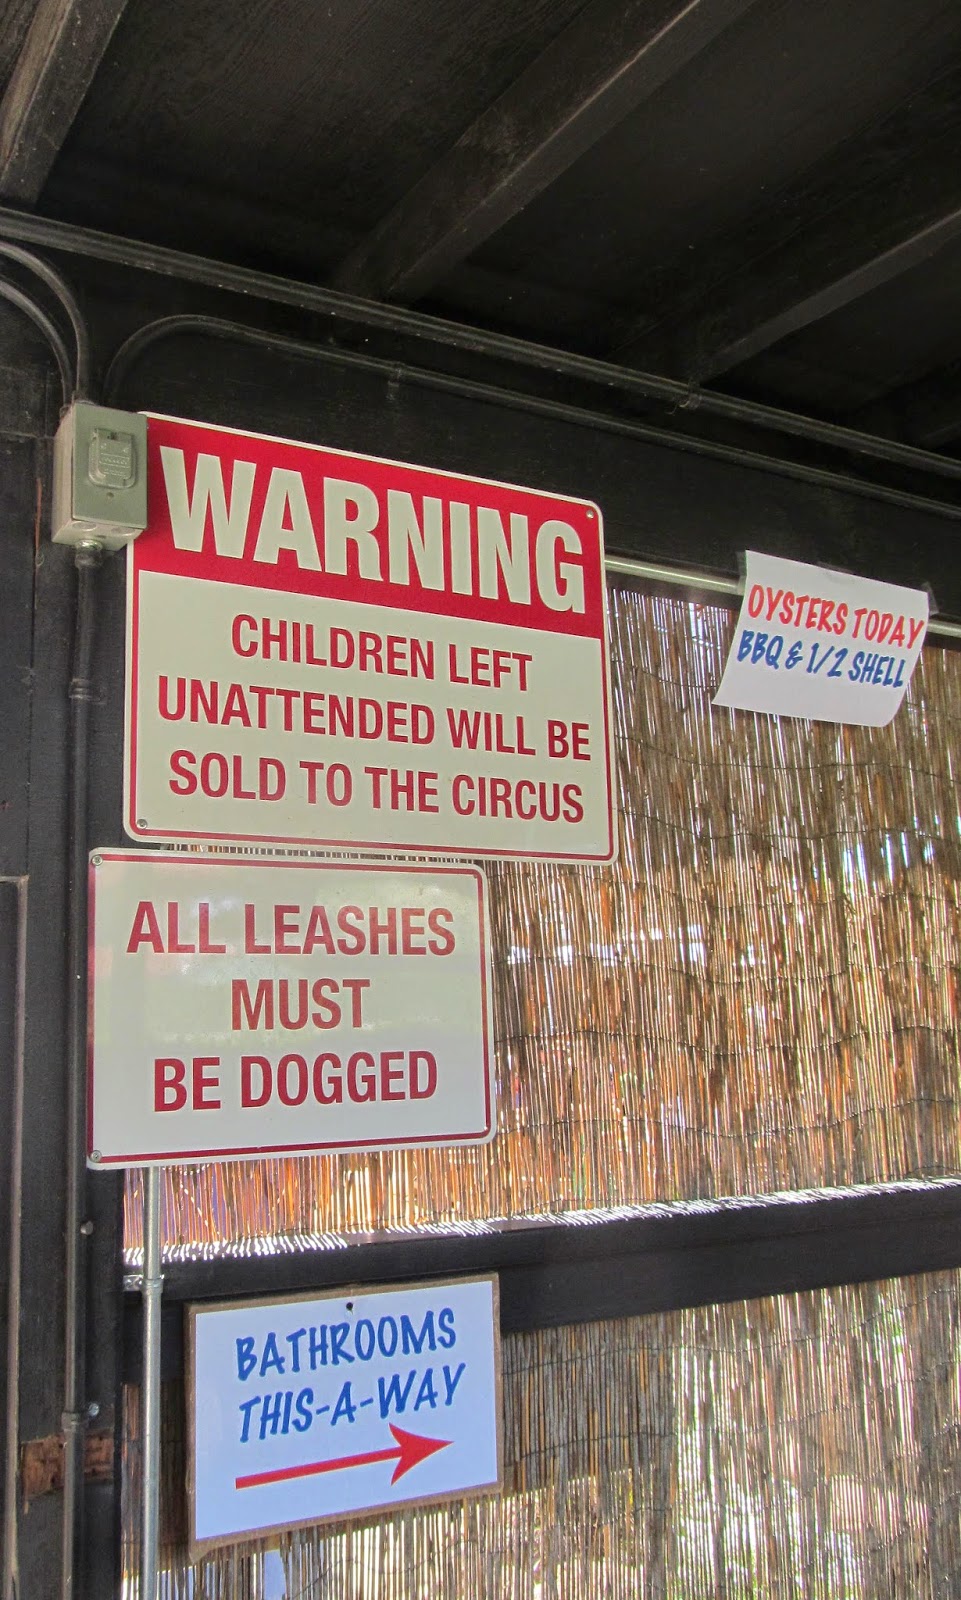 WARNING
CHILDREN LEFT
UNATTENDED WILL BE
SOLD TO THE CIRCUS
OYSTERS TODAY
BBQ & 1/2 SHELL
ALL LEASHES
MUST
BE DOGGED
BATHROOMS
THIS-A-WAY